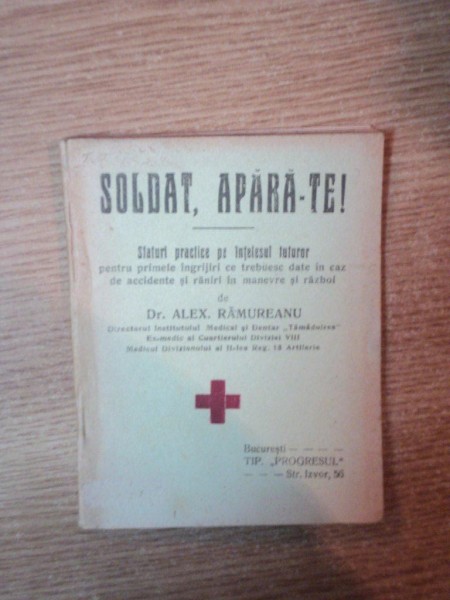 SOLDAT, APĂRĂ-TE!
Sfaturi practice pe înțelesul tuturor
pentru primele îngrijiri ce trebuesc date în caz
de accidente și răniri în manevre și război
de
Dr. ALEX. RĂMUREANU
Directorul Institutului Medical și Dentar „Tămăduirea"
Ex-medic al Cuartierului Diviziei VIII
Medicul Divizionului al II-lea Reg. 18 Artilerie
București — — — —
TIP. „PROGRESUL"
— — — Str. Izvor, 56